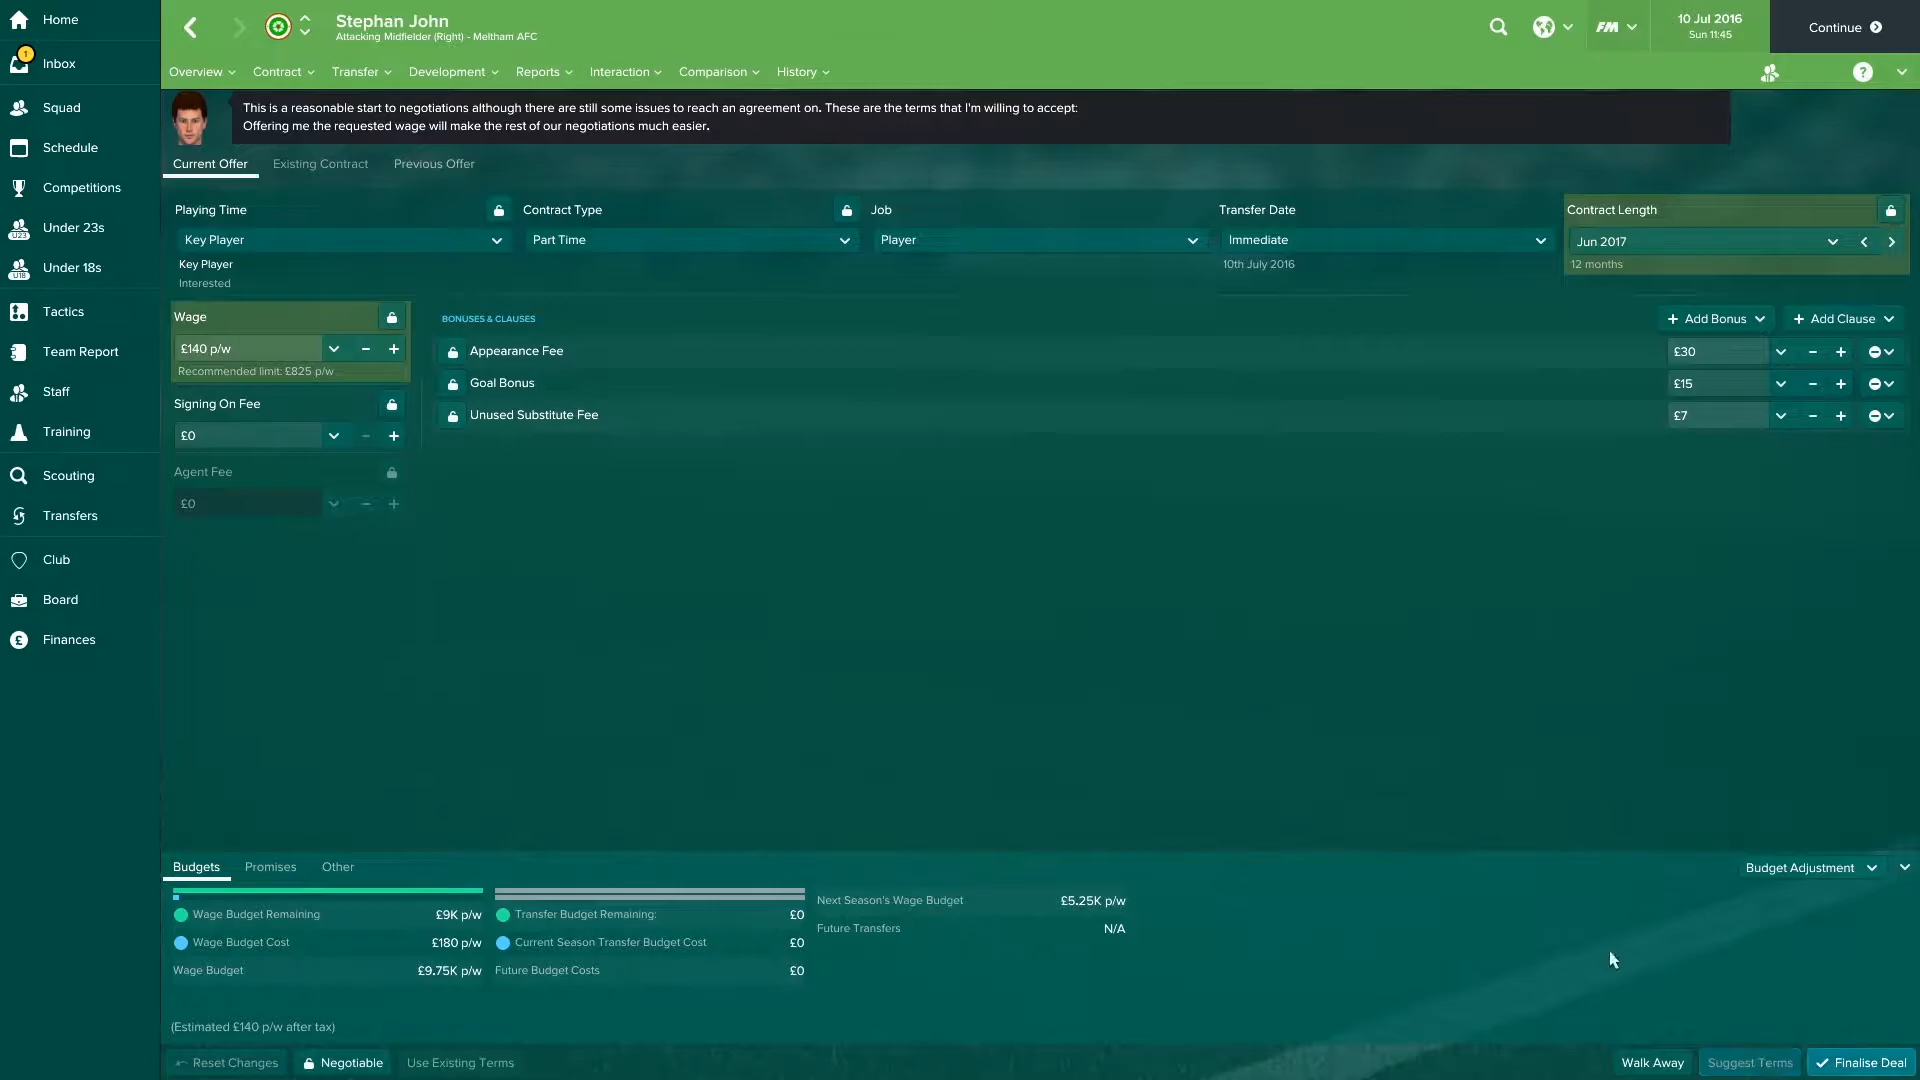 Home
1
Inbox
Squad
Schedule
Competitions
U23
Under 23s
U18
Under 18s
Tactics
Team Report
Staff
Training
Scouting
Transfers
Club
Board
£
Finances
Stephan John
Attacking Midfielder (Right) - Meltham AFC
FM
10 Jul 2016
Sun 11:45
Continue
Overview
Contract
Transfer
Development
Reports
Interaction
Comparison
History
?
This is a reasonable start to negotiations although there are still some issues to reach an agreement on. These are the terms that I'm willing to accept:
Offering me the requested wage will make the rest of our negotiations much easier.
Current Offer
Existing Contract
Previous Offer
Playing Time
Key Player
Key Player
Interested
Contract Type
Part Time
Job
Player
Transfer Date
Immediate
10th July 2016
Contract Length
Jun 2017
12 months
Wage
£140 p/w
Recommended limit: £825 p/w
Signing On Fee
£0
Agent Fee
£0
BONUSES & CLAUSES
+ Add Bonus
+ Add Clause
Appearance Fee
£30
Goal Bonus
£15
Unused Substitute Fee
£7
Budgets
Promises
Other
Budget Adjustment
Wage Budget Remaining £9K p/w
Wage Budget Cost £180 p/w
Wage Budget £9.75K p/w
Transfer Budget Remaining: £0
Current Season Transfer Budget Cost £0
Future Budget Costs £0
Next Season's Wage Budget £5.25K p/w
Future Transfers N/A
(Estimated £140 p/w after tax)
Reset Changes
Negotiable
Use Existing Terms
Walk Away
Suggest Terms
Finalise Deal